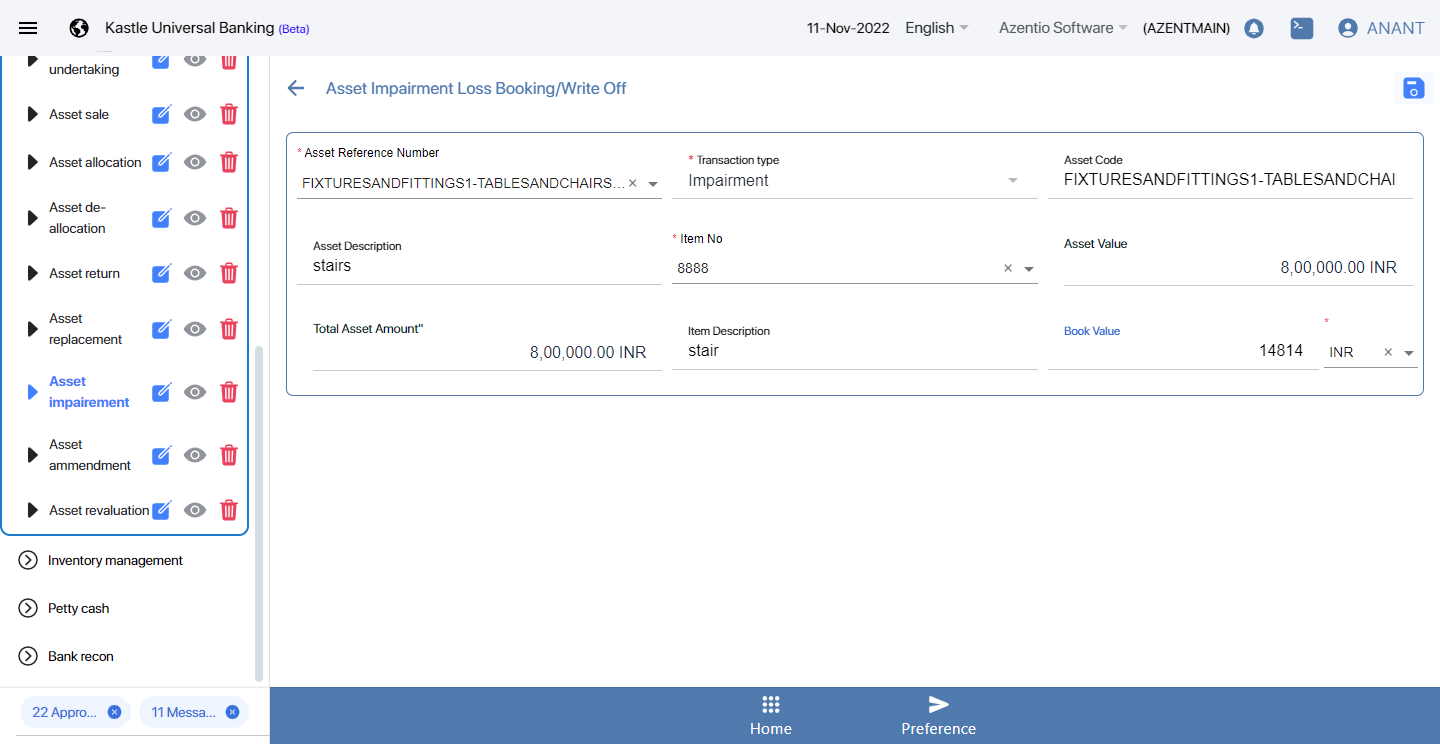 Kastle Universal Banking (Beta)
11-Nov-2022
English
Azentio Software
(AZENTMAIN)
ANANT
undertaking
Asset sale
Asset allocation
Asset de-
allocation
Asset return
Asset
replacement
Asset
impairement
Asset
ammendment
Asset revaluation
Inventory management
Petty cash
Bank recon
22 Appro...
11 Messa...
Asset Impairment Loss Booking/Write Off
* Asset Reference Number
FIXTURESANDFITTINGS1-TABLESANDCHAIRS...
* Transaction type
Impairment
Asset Code
FIXTURESANDFITTINGS1-TABLESANDCHAI
Asset Description
stairs
* Item No
8888
Asset Value
8,00,000.00 INR
Total Asset Amount"
8,00,000.00 INR
Item Description
stair
Book Value
14814
*
INR
Home
Preference